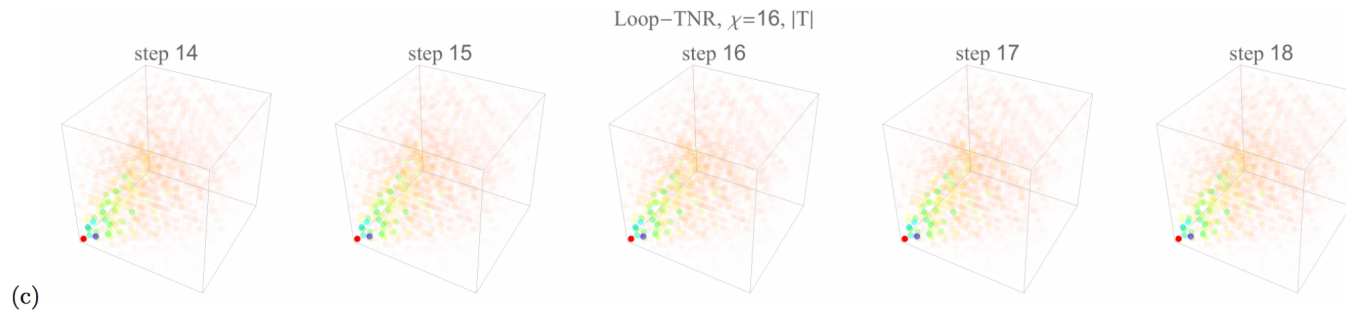 Loop−TNR, χ=16, |T|
step 14
step 15
step 16
step 17
step 18
(c)